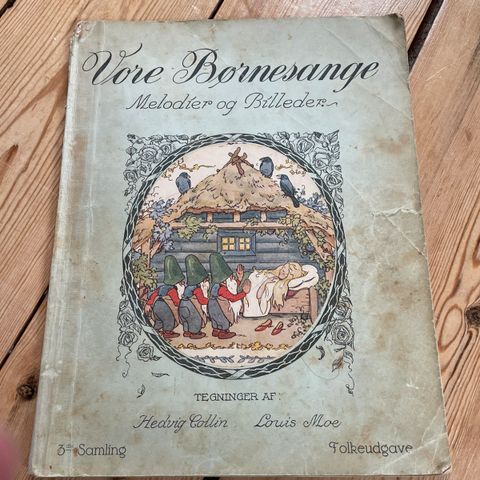 Vore Børnesange
Melodier og Billeder
TEGNINGER AF:
Hedvig Collin Louis Moe
3die Samling Folkeudgave